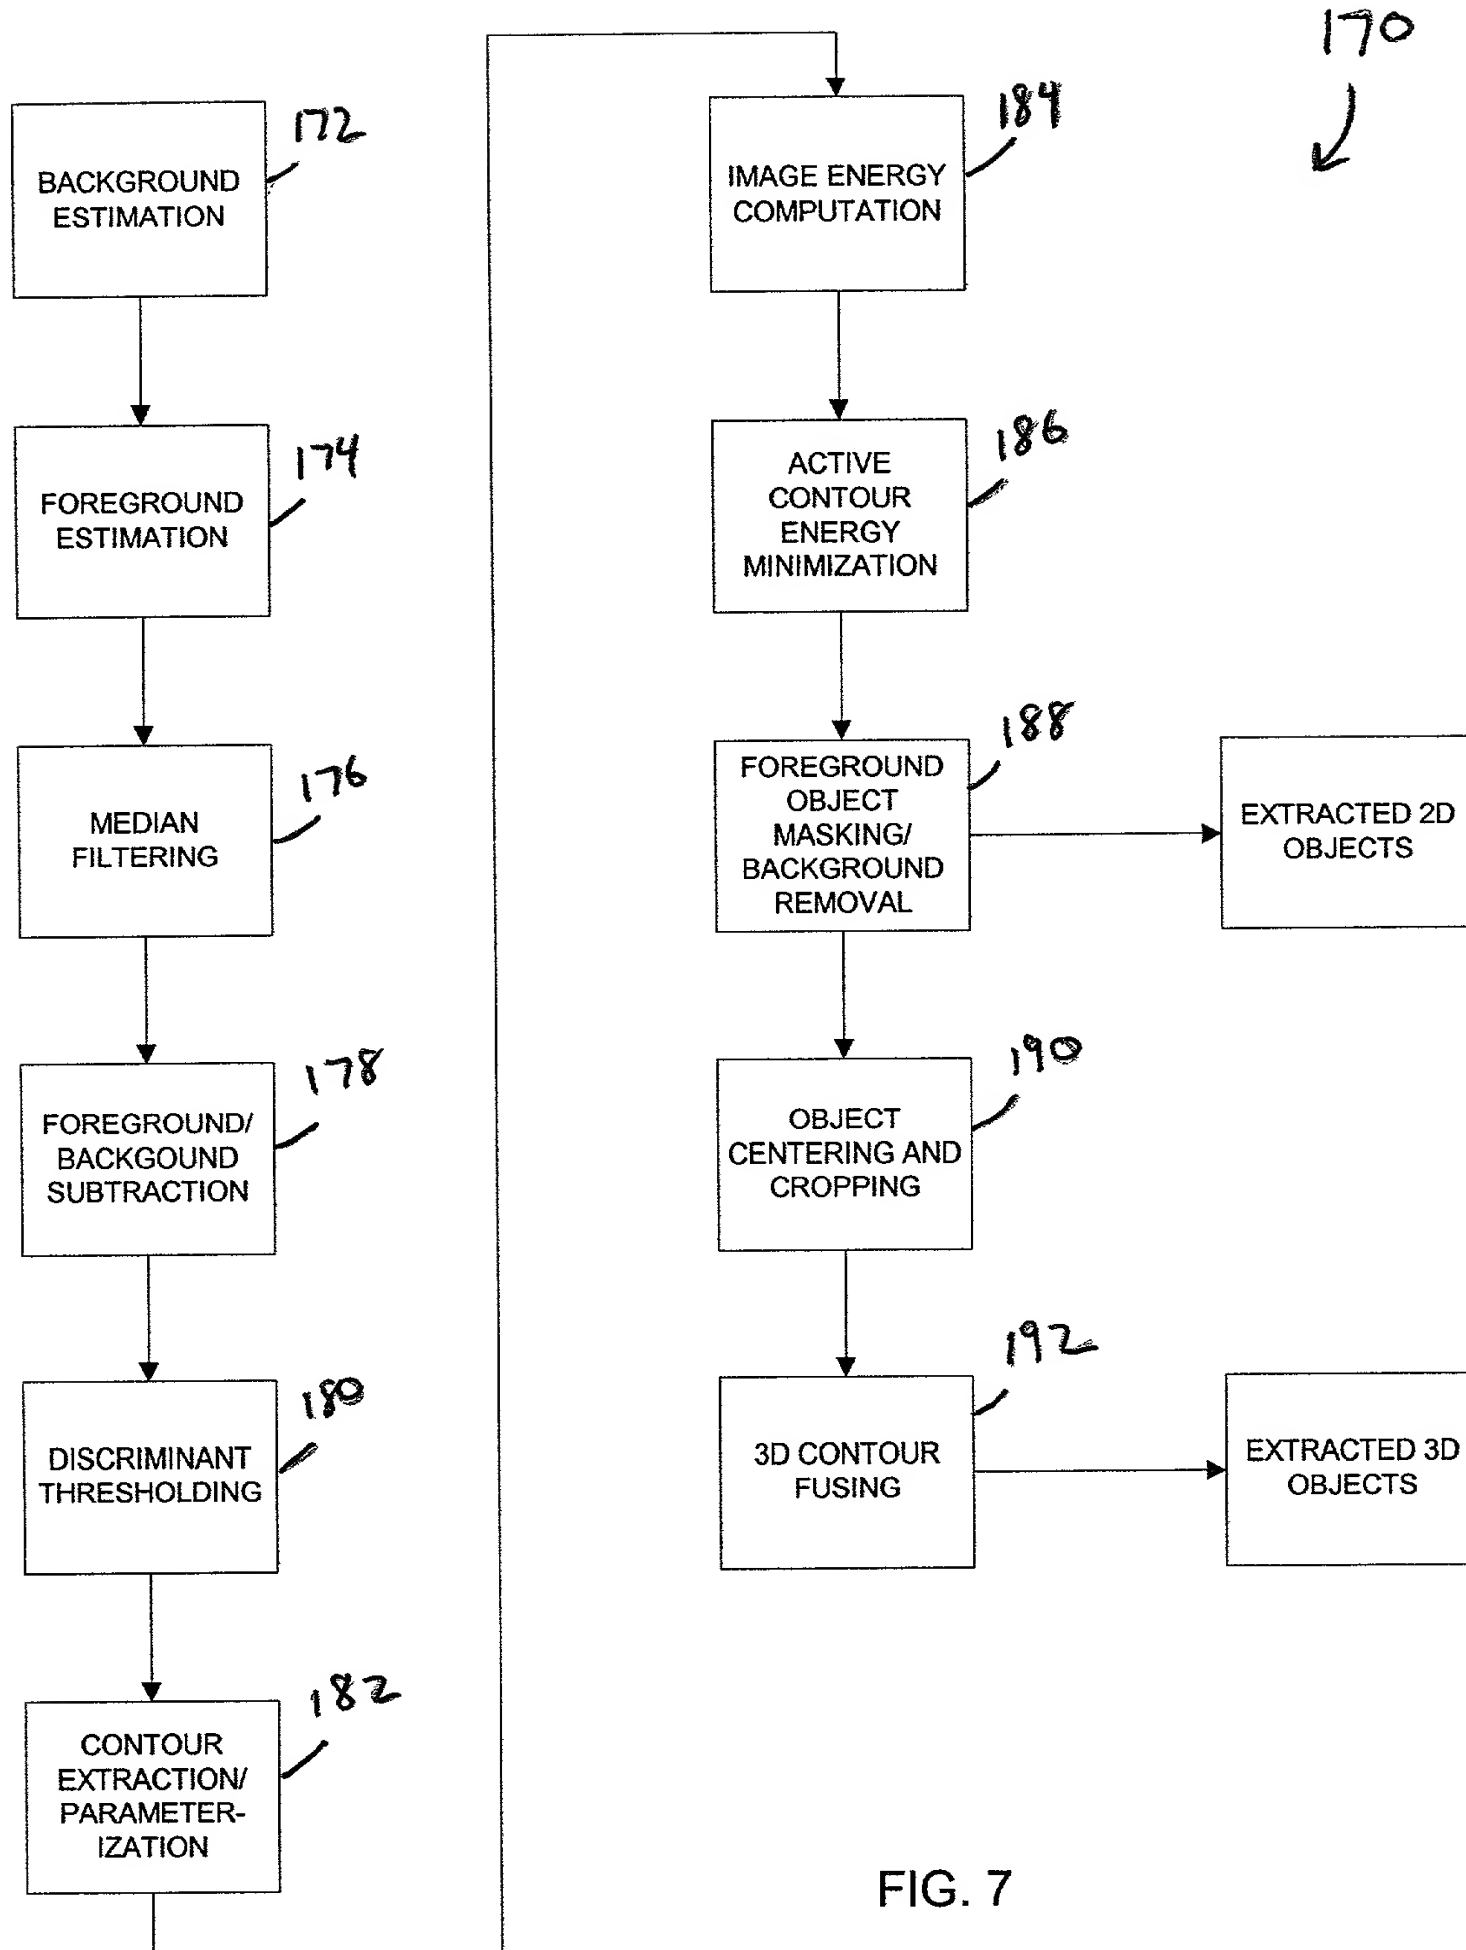 170
172
BACKGROUND
ESTIMATION
174
FOREGROUND
ESTIMATION
176
MEDIAN
FILTERING
178
FOREGROUND/
BACKGOUND
SUBTRACTION
180
DISCRIMINANT
THRESHOLDING
182
CONTOUR
EXTRACTION/
PARAMETER-
IZATION
184
IMAGE ENERGY
COMPUTATION
186
ACTIVE
CONTOUR
ENERGY
MINIMIZATION
188
FOREGROUND
OBJECT
MASKING/
BACKGROUND
REMOVAL
EXTRACTED 2D
OBJECTS
190
OBJECT
CENTERING AND
CROPPING
192
3D CONTOUR
FUSING
EXTRACTED 3D
OBJECTS
FIG. 7